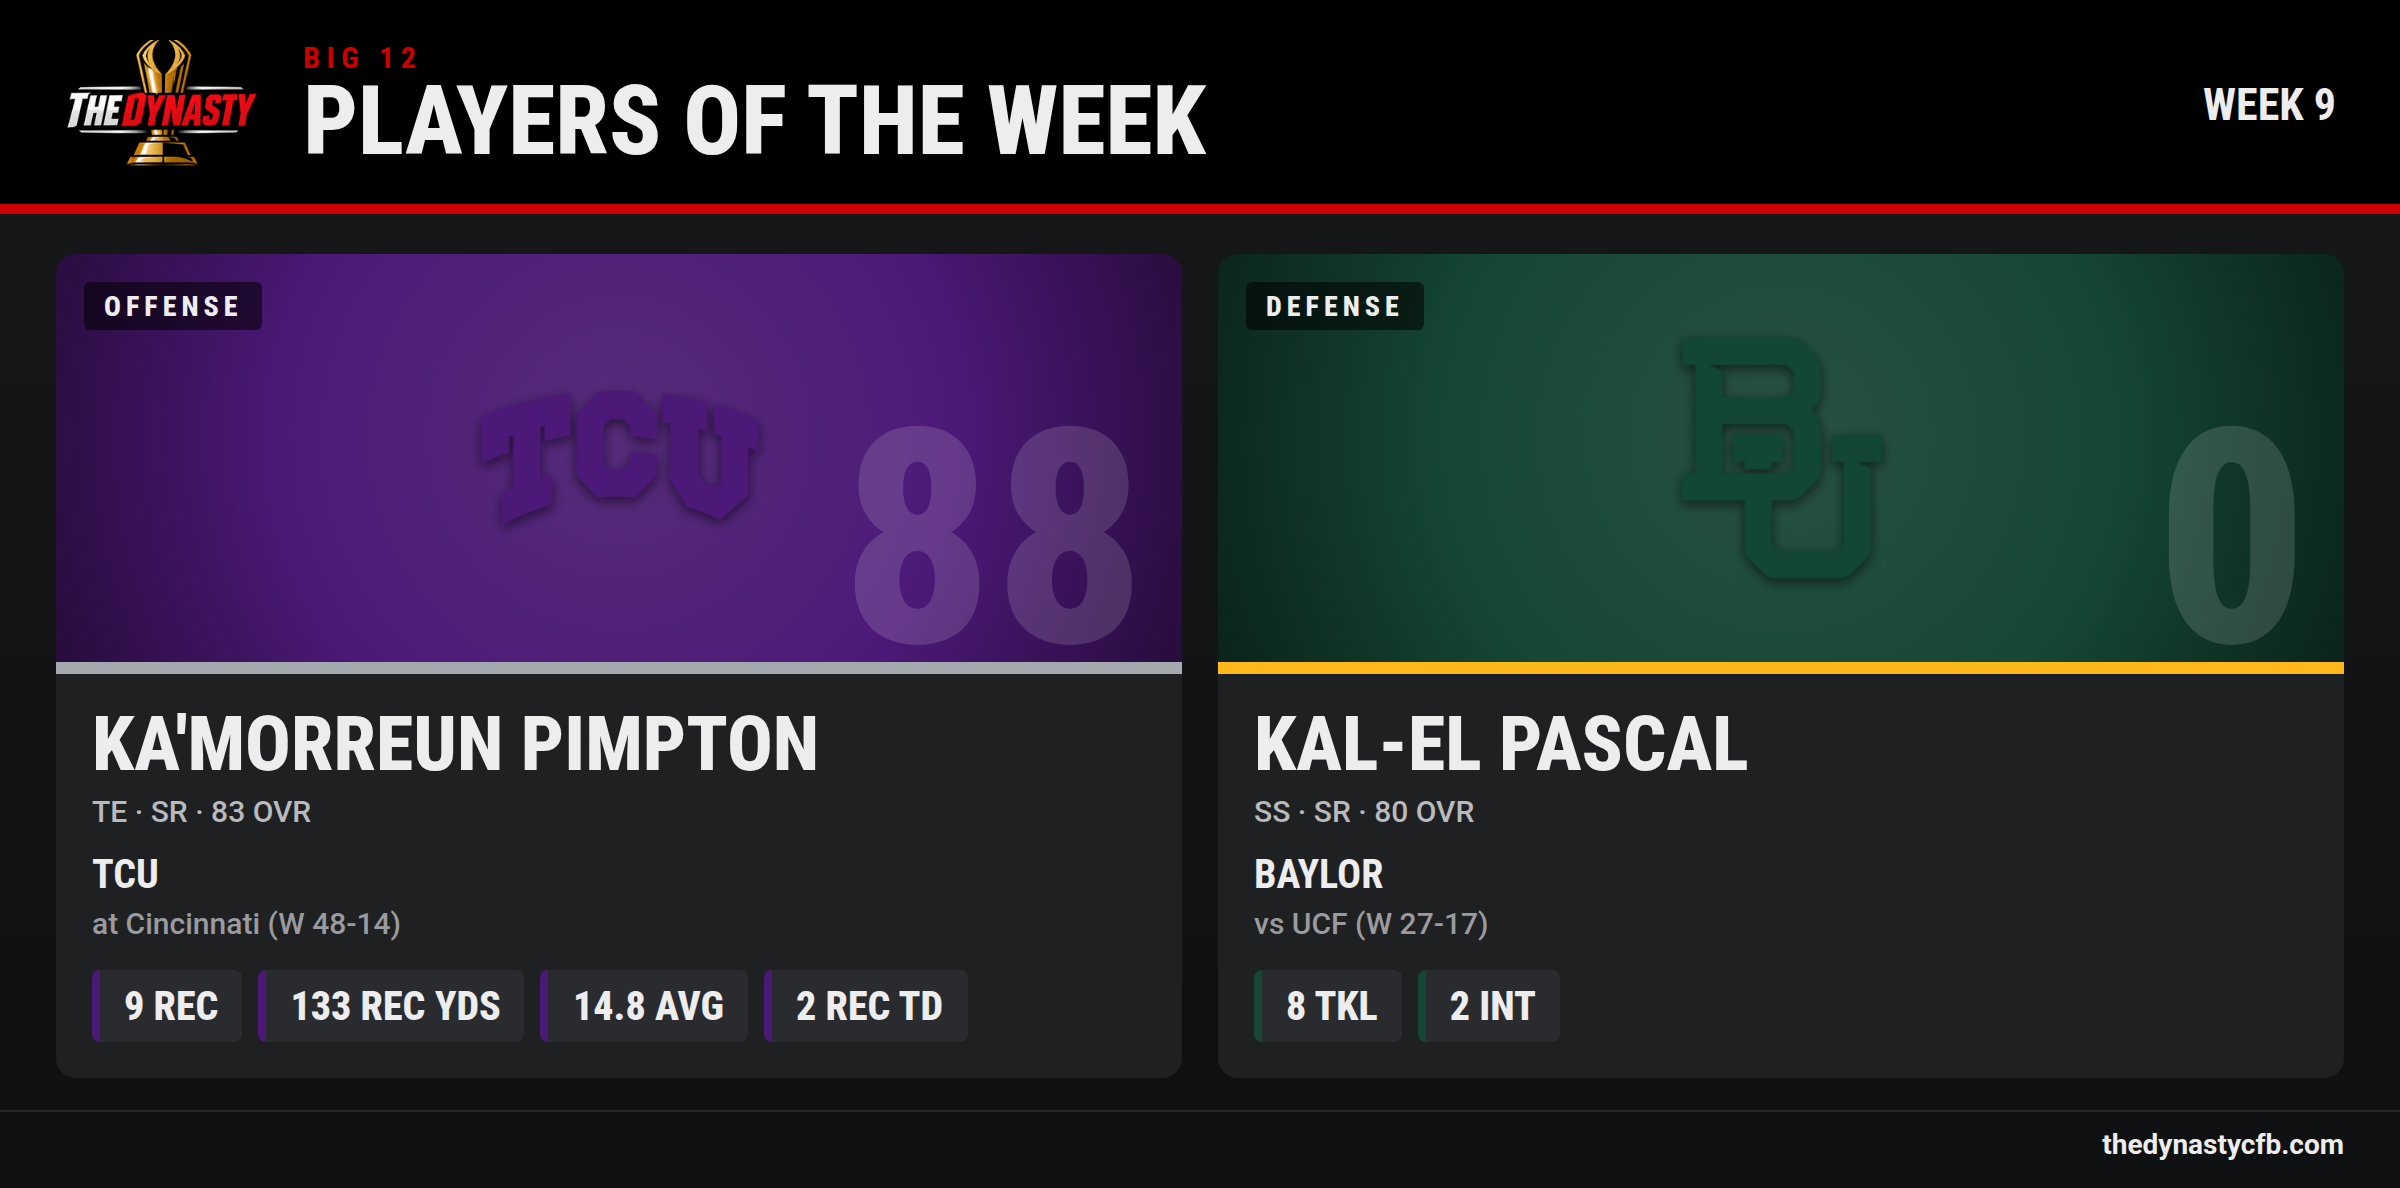 THE DYNASTY
BIG 12
PLAYERS OF THE WEEK
WEEK 9
OFFENSE
TCU
88
KA'MORREUN PIMPTON
TE · SR · 83 OVR
TCU
at Cincinnati (W 48-14)
9 REC
133 REC YDS
14.8 AVG
2 REC TD
DEFENSE
BU
0
KAL-EL PASCAL
SS · SR · 80 OVR
BAYLOR
vs UCF (W 27-17)
8 TKL
2 INT
thedynastycfb.com